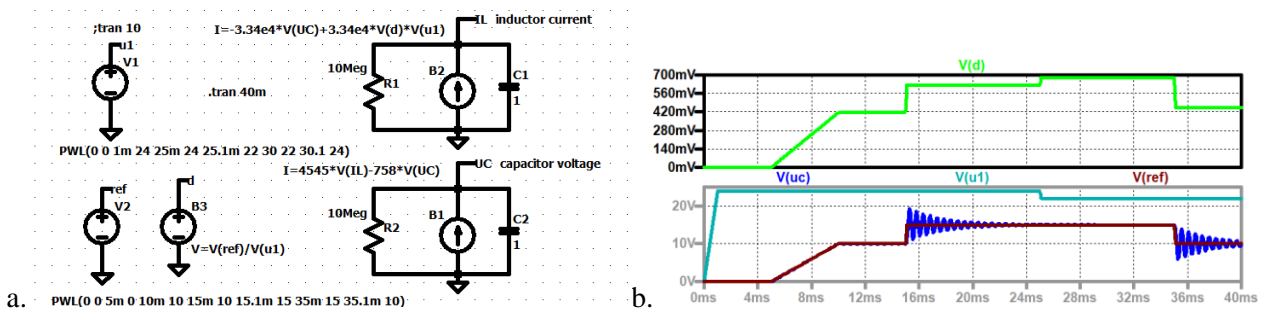 ;tran 10
u1
V1
.tran 40m
PWL(0 0 1m 24 25m 24 25.1m 22 30 22 30.1 24)
I=-3.34e4*V(UC)+3.34e4*V(d)*V(u1)
IL inductor current
10Meg
R1
B2
C1
1
ref
V2
d
B3
V=V(ref)/V(u1)
PWL(0 0 5m 0 10m 10 15m 10 15.1m 15 35m 15 35.1m 10)
I=4545*V(IL)-758*V(UC)
UC capacitor voltage
10Meg
R2
B1
C2
1
a.
V(d)
700mV
560mV
420mV
280mV
140mV
0mV
V(uc) V(u1) V(ref)
20V
10V
0V
0ms 4ms 8ms 12ms 16ms 20ms 24ms 28ms 32ms 36ms 40ms
b.